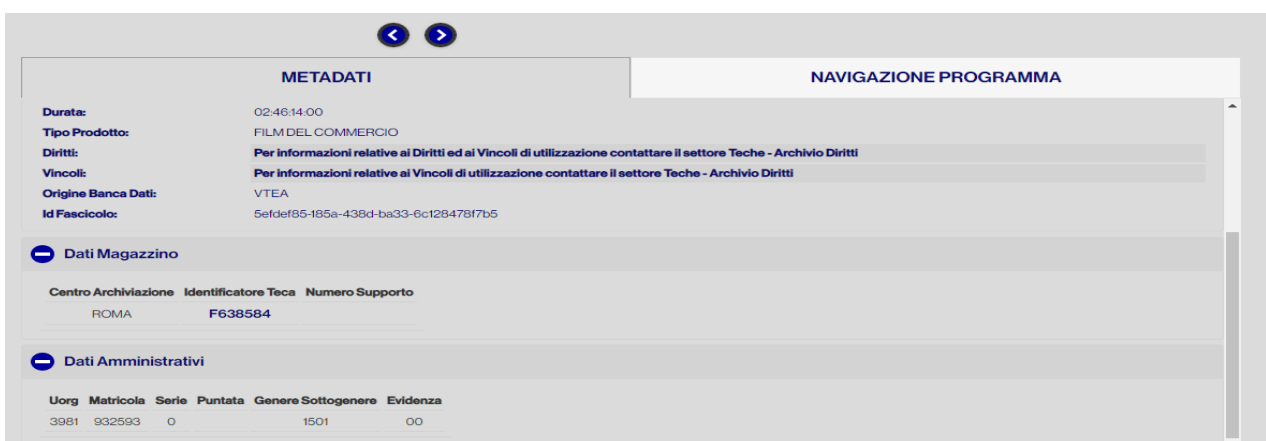 METADATI NAVIGAZIONE PROGRAMMA
Durata: 02:46:14:00
Tipo Prodotto: FILM DEL COMMERCIO
Diritti: Per informazioni relative ai Diritti ed ai Vincoli di utilizzazione contattare il settore Teche - Archivio Diritti
Vincoli: Per informazioni relative ai Vincoli di utilizzazione contattare il settore Teche - Archivio Diritti
Origine Banca Dati: VTEA
Id Fascicolo: 5efdef85-185a-438d-ba33-6c128478f7b5
Dati Magazzino
Centro Archiviazione Identificatore Teca Numero Supporto
ROMA F638584
Dati Amministrativi
Uorg Matricola Serie Puntata Genere Sottogenere Evidenza
3981 932593 0 1501 00